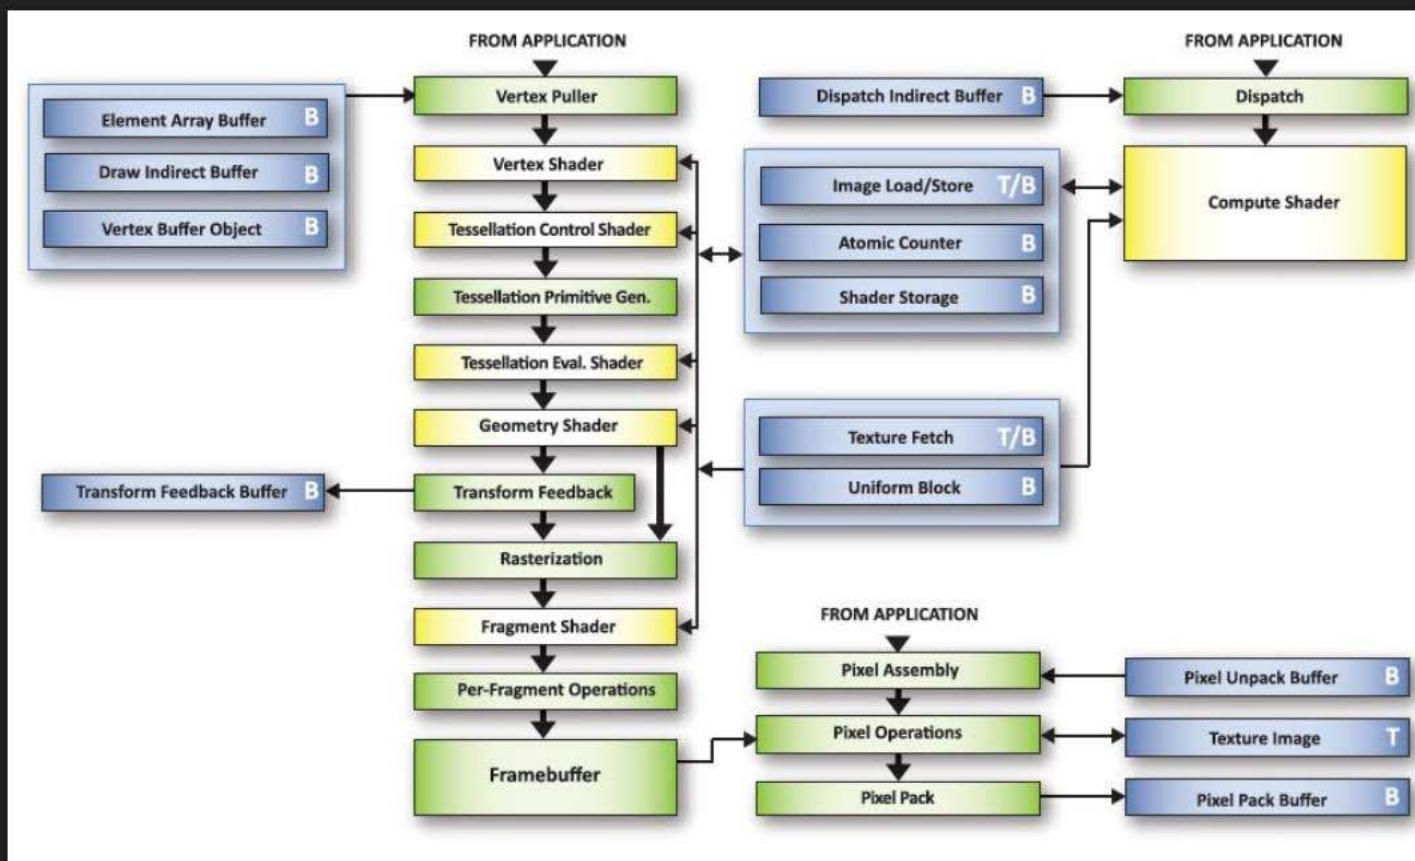 FROM APPLICATION
Vertex Puller
Element Array Buffer B
Draw Indirect Buffer B
Vertex Buffer Object B
Vertex Shader
Tessellation Control Shader
Tessellation Primitive Gen.
Tessellation Eval. Shader
Geometry Shader
Transform Feedback
Transform Feedback Buffer B
Rasterization
Fragment Shader
Per-Fragment Operations
Framebuffer
FROM APPLICATION
Dispatch Indirect Buffer B
Dispatch
Image Load/Store T/B
Atomic Counter B
Shader Storage B
Compute Shader
Texture Fetch T/B
Uniform Block B
FROM APPLICATION
Pixel Assembly
Pixel Unpack Buffer B
Pixel Operations
Texture Image T
Pixel Pack
Pixel Pack Buffer B